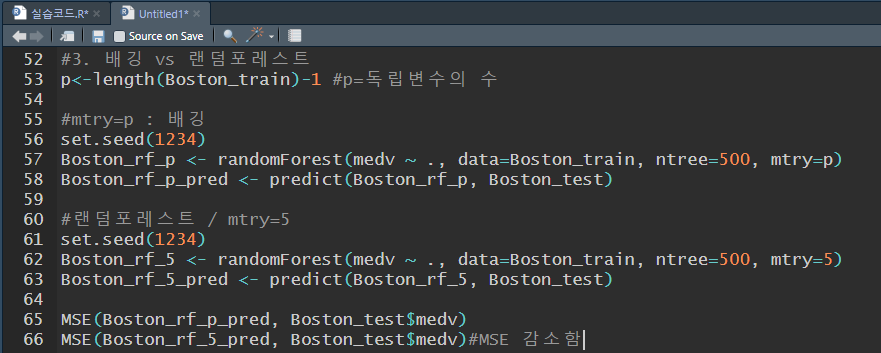 실습코드.R* × Untitled1* ×
Source on Save
52 #3. 배깅 vs 랜덤포레스트
53 p<-length(Boston_train)-1 #p=독립변수의 수
54
55 #mtry=p : 배깅
56 set.seed(1234)
57 Boston_rf_p <- randomForest(medv ~ ., data=Boston_train, ntree=500, mtry=p)
58 Boston_rf_p_pred <- predict(Boston_rf_p, Boston_test)
59
60 #랜덤포레스트 / mtry=5
61 set.seed(1234)
62 Boston_rf_5 <- randomForest(medv ~ ., data=Boston_train, ntree=500, mtry=5)
63 Boston_rf_5_pred <- predict(Boston_rf_5, Boston_test)
64
65 MSE(Boston_rf_p_pred, Boston_test$medv)
66 MSE(Boston_rf_5_pred, Boston_test$medv)#MSE 감소함